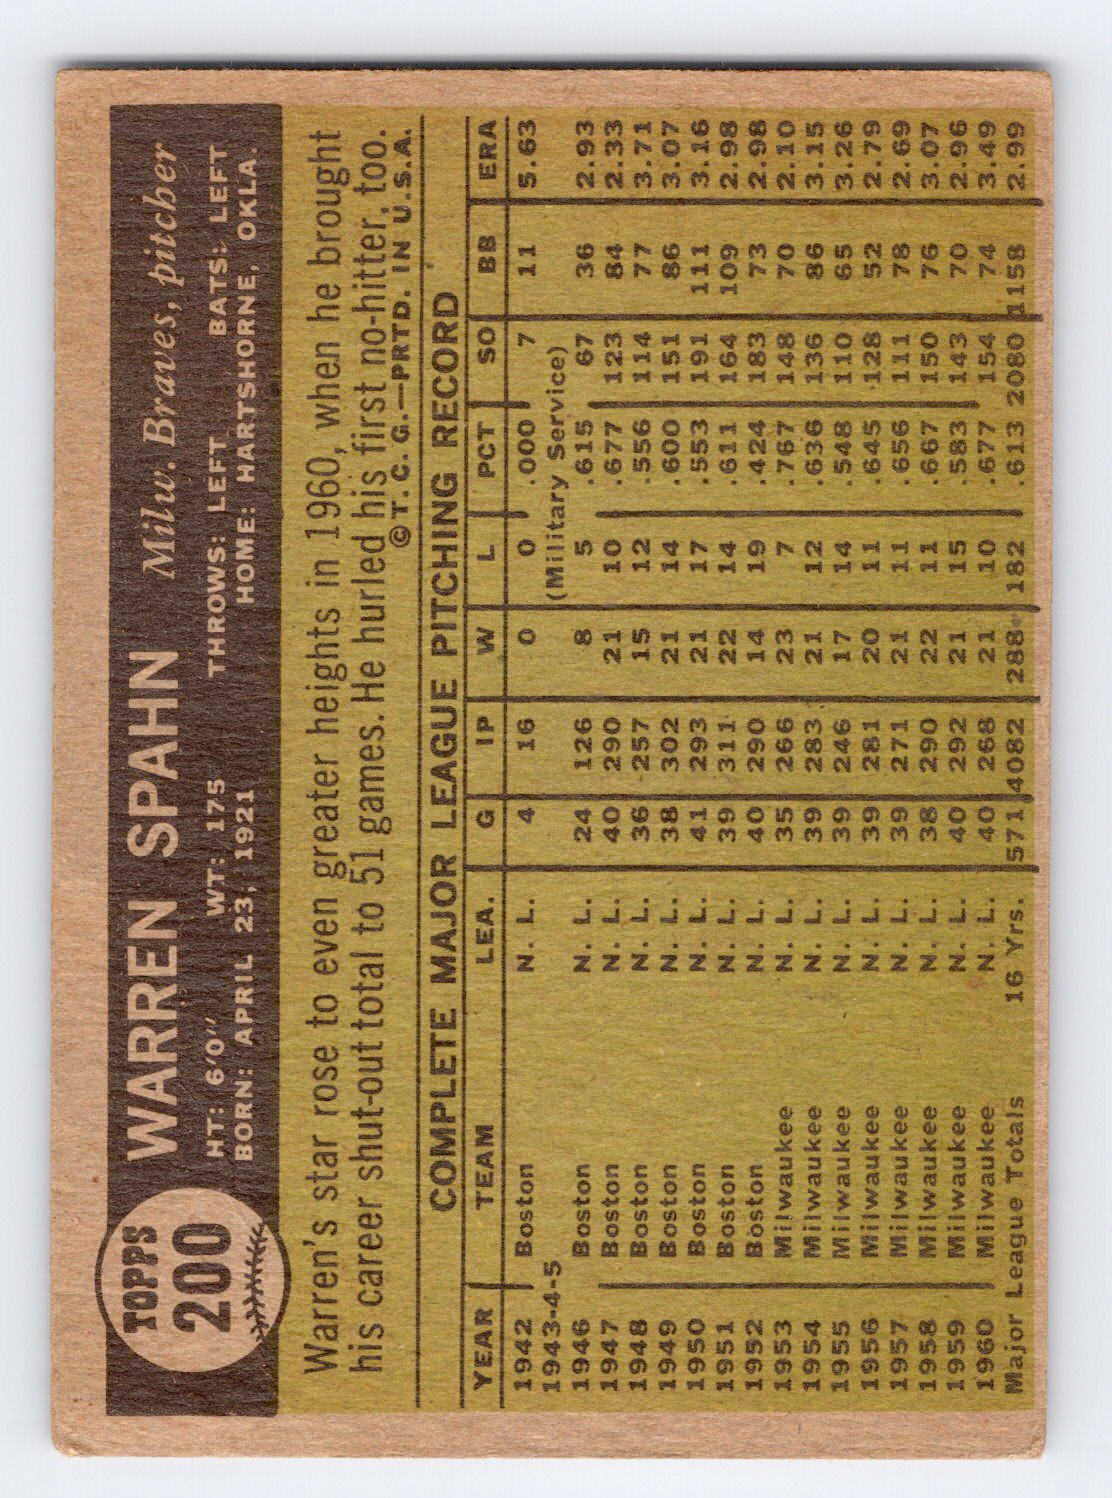 TOPPS
200
WARREN SPAHN Milw. Braves, pitcher
HT: 6'0" WT: 175 THROWS: LEFT BATS: LEFT
BORN: APRIL 23, 1921 HOME: HARTSHORNE, OKLA.
Warren's star rose to even greater heights in 1960, when he brought
his career shut-out total to 51 games. He hurled his first no-hitter, too.
© T. C. G.—PRTD. IN U.S.A.
COMPLETE MAJOR LEAGUE PITCHING RECORD
YEAR TEAM LEA. G IP W L PCT SO BB ERA
1942 Boston N. L. 4 16 0 0 .000 7 11 5.63
1943-4-5 (Military Service)
1946 Boston N. L. 24 126 8 5 .615 67 36 2.93
1947 Boston N. L. 40 290 21 10 .677 123 84 2.33
1948 Boston N. L. 36 257 15 12 .556 114 77 3.71
1949 Boston N. L. 38 302 21 14 .600 151 86 3.07
1950 Boston N. L. 41 293 21 17 .553 191 111 3.16
1951 Boston N. L. 39 311 22 14 .611 164 109 2.98
1952 Boston N. L. 40 290 14 19 .424 183 73 2.98
1953 Milwaukee N. L. 35 266 23 7 .767 148 70 2.10
1954 Milwaukee N. L. 39 283 21 12 .636 136 86 3.15
1955 Milwaukee N. L. 39 246 17 14 .548 110 65 3.26
1956 Milwaukee N. L. 39 281 20 11 .645 128 52 2.79
1957 Milwaukee N. L. 39 271 21 11 .656 111 78 2.69
1958 Milwaukee N. L. 38 290 22 11 .667 150 76 3.07
1959 Milwaukee N. L. 40 292 21 15 .583 143 70 2.96
1960 Milwaukee N. L. 40 268 21 10 .677 154 74 3.49
Major League Totals 16 Yrs. 571 4082 288 182 .613 2080 1158 2.99